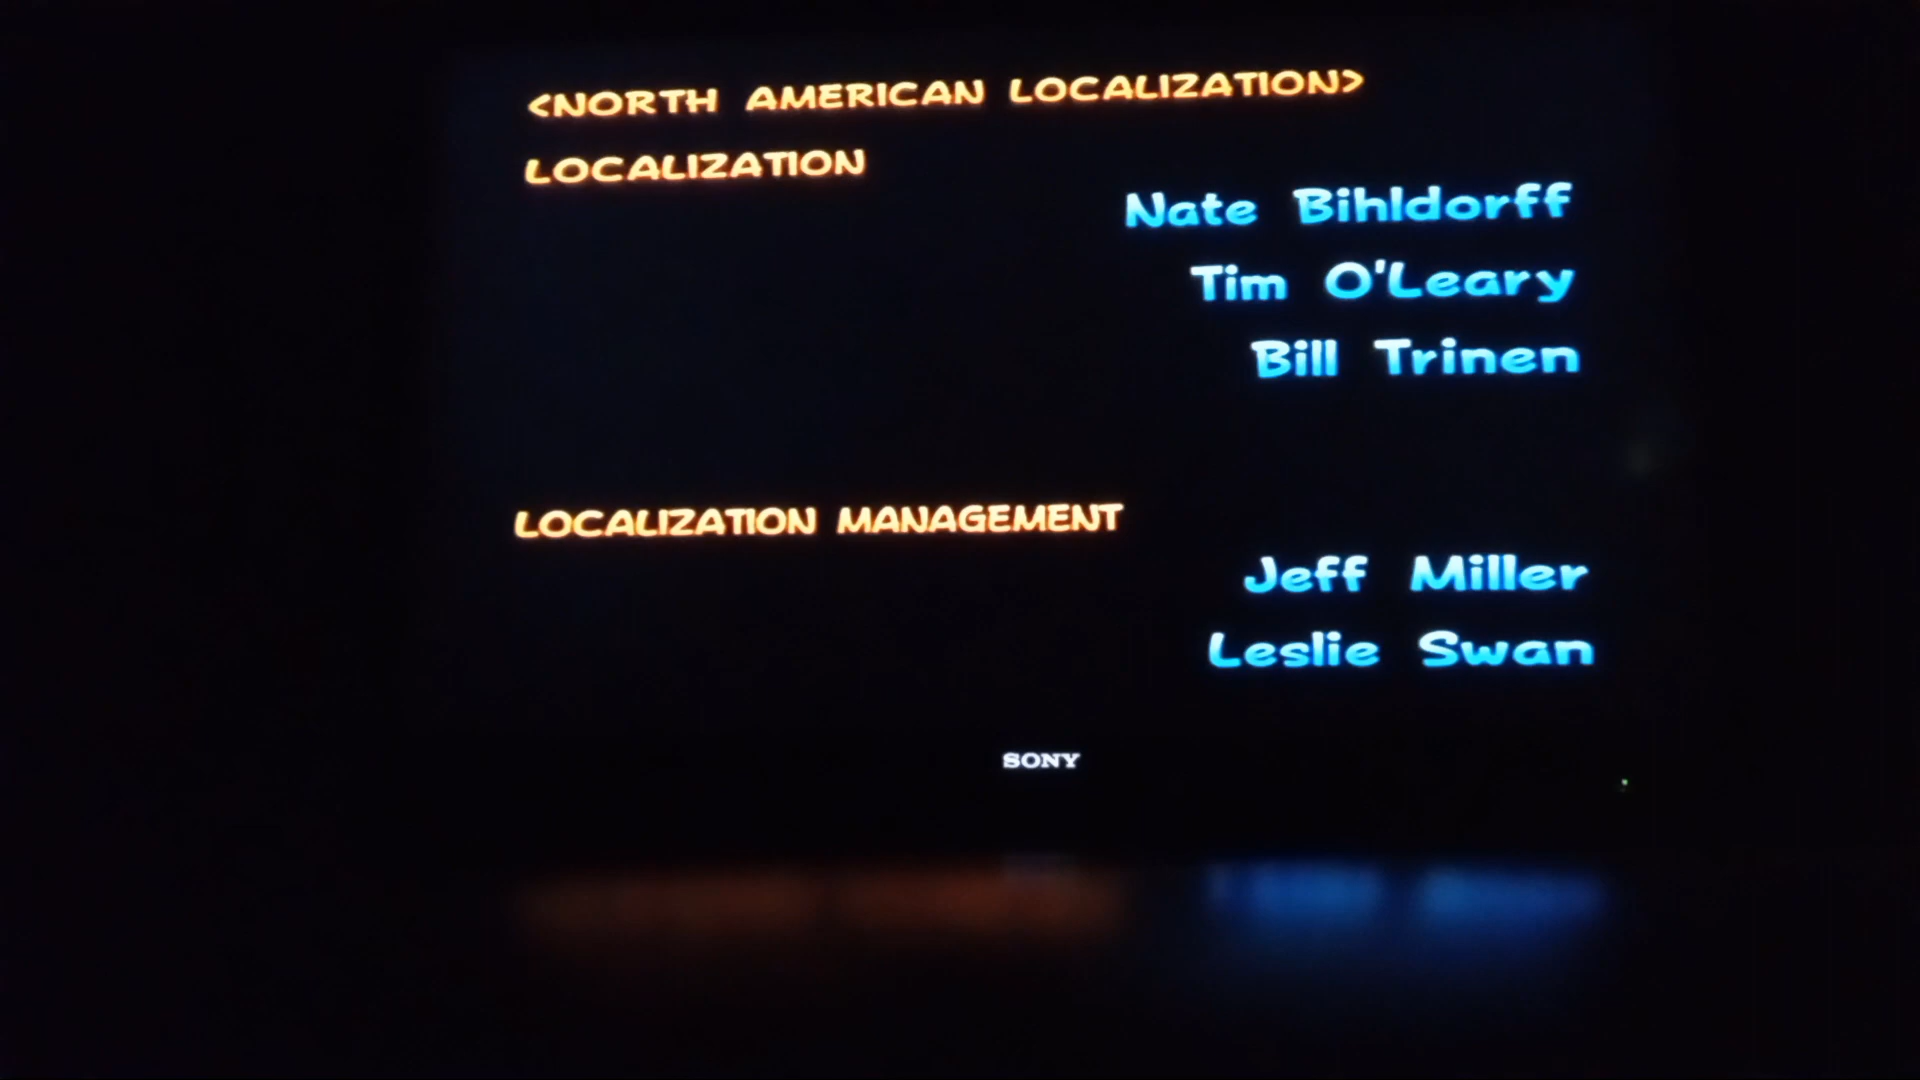 <NORTH AMERICAN LOCALIZATION>
LOCALIZATION
Nate Bihldorff
Tim O'Leary
Bill Trinen
LOCALIZATION MANAGEMENT
Jeff Miller
Leslie Swan
SONY